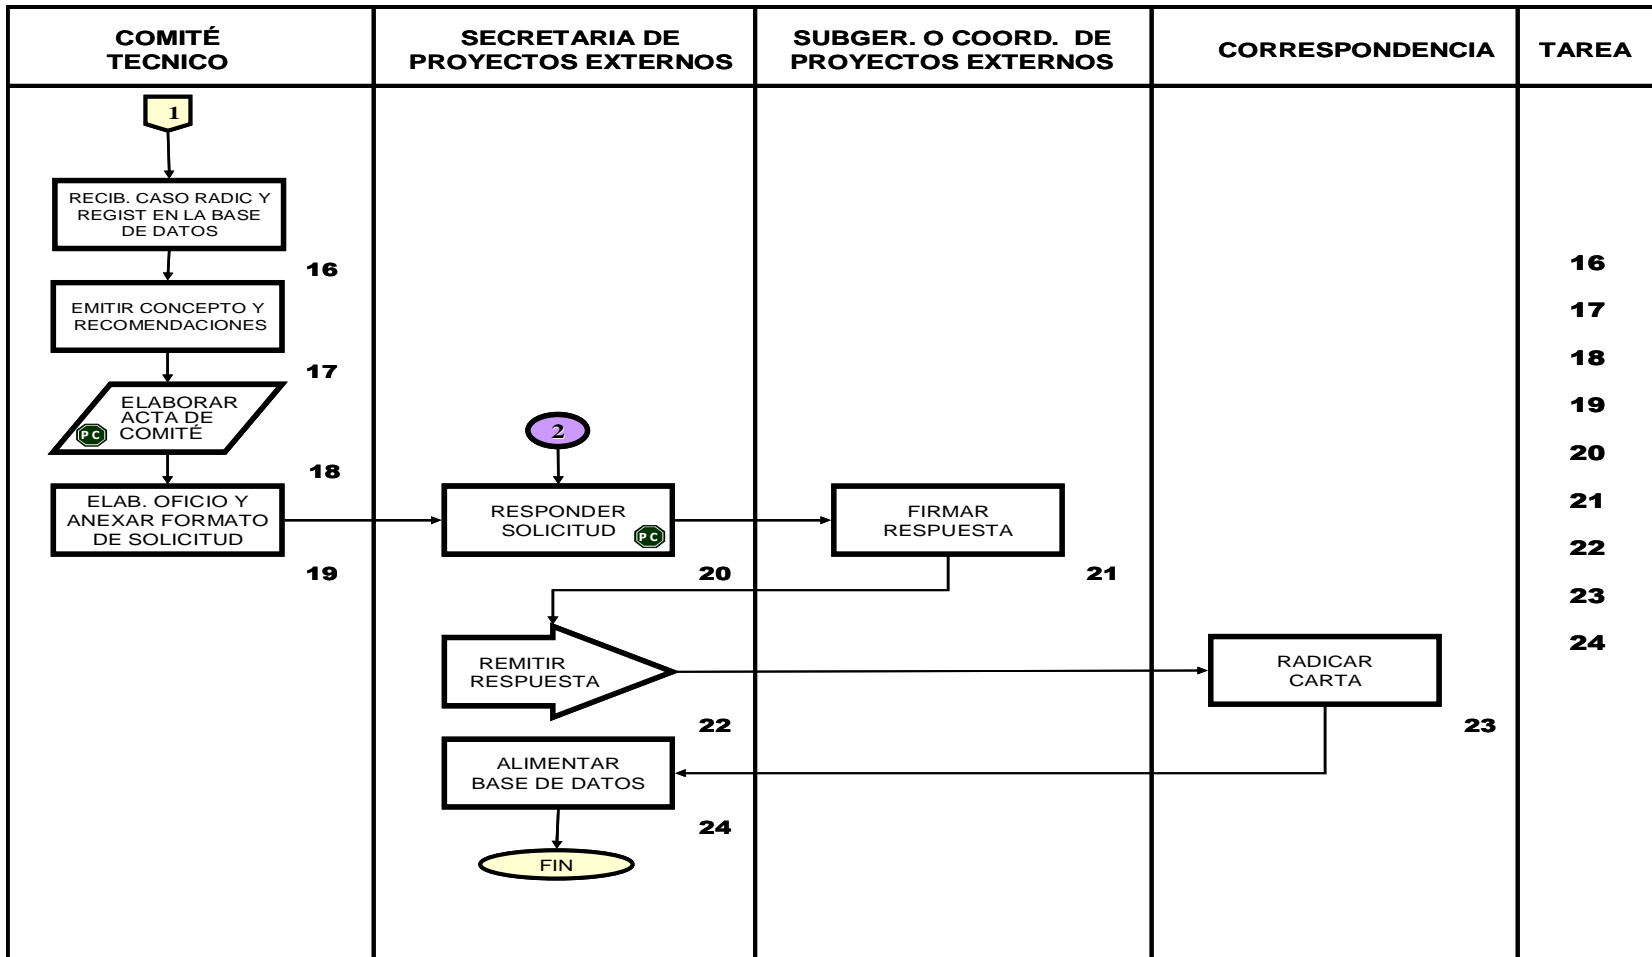 COMITÉ
TECNICO
SECRETARIA DE
PROYECTOS EXTERNOS
SUBGER. O COORD. DE
PROYECTOS EXTERNOS
CORRESPONDENCIA
TAREA
1
RECIB. CASO RADIC Y
REGIST EN LA BASE
DE DATOS
16
EMITIR CONCEPTO Y
RECOMENDACIONES
17
ELABORAR
ACTA DE
COMITÉ
PC
18
ELAB. OFICIO Y
ANEXAR FORMATO
DE SOLICITUD
19
2
RESPONDER
SOLICITUD
PC
20
FIRMAR
RESPUESTA
21
REMITIR
RESPUESTA
22
RADICAR
CARTA
23
ALIMENTAR
BASE DE DATOS
24
FIN
16
17
18
19
20
21
22
23
24